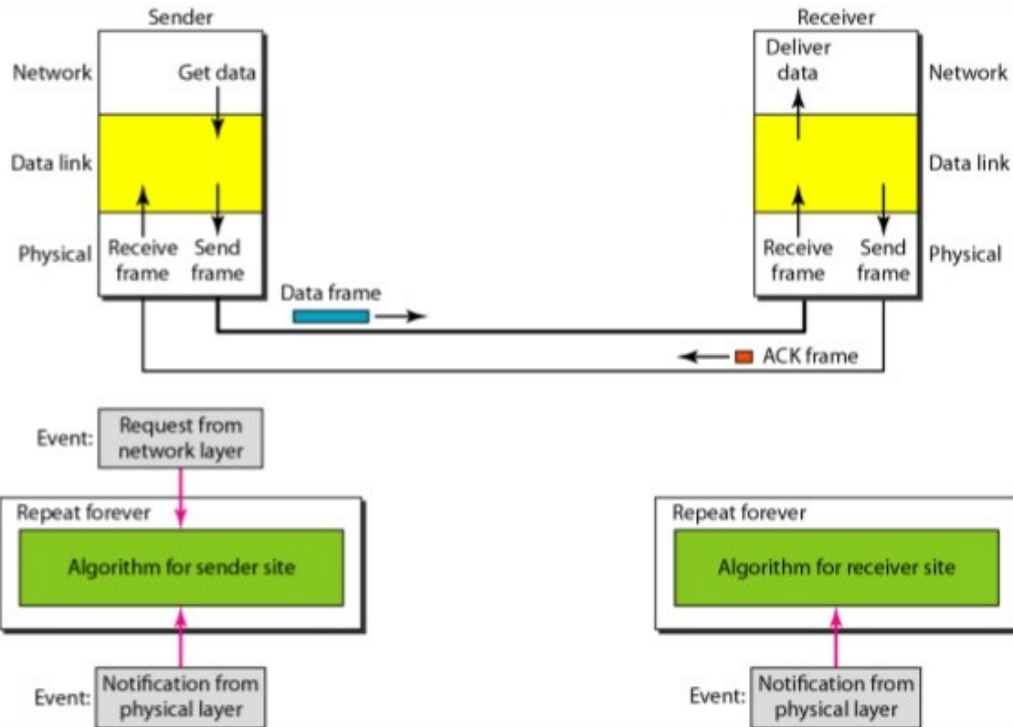 Sender
Receiver
Network
Get data
Deliver
data
Network
Data link
Data link
Physical
Receive
frame
Send
frame
Receive
frame
Send
frame
Physical
Data frame
ACK frame
Event:
Request from
network layer
Repeat forever
Algorithm for sender site
Repeat forever
Algorithm for receiver site
Event:
Notification from
physical layer
Event:
Notification from
physical layer